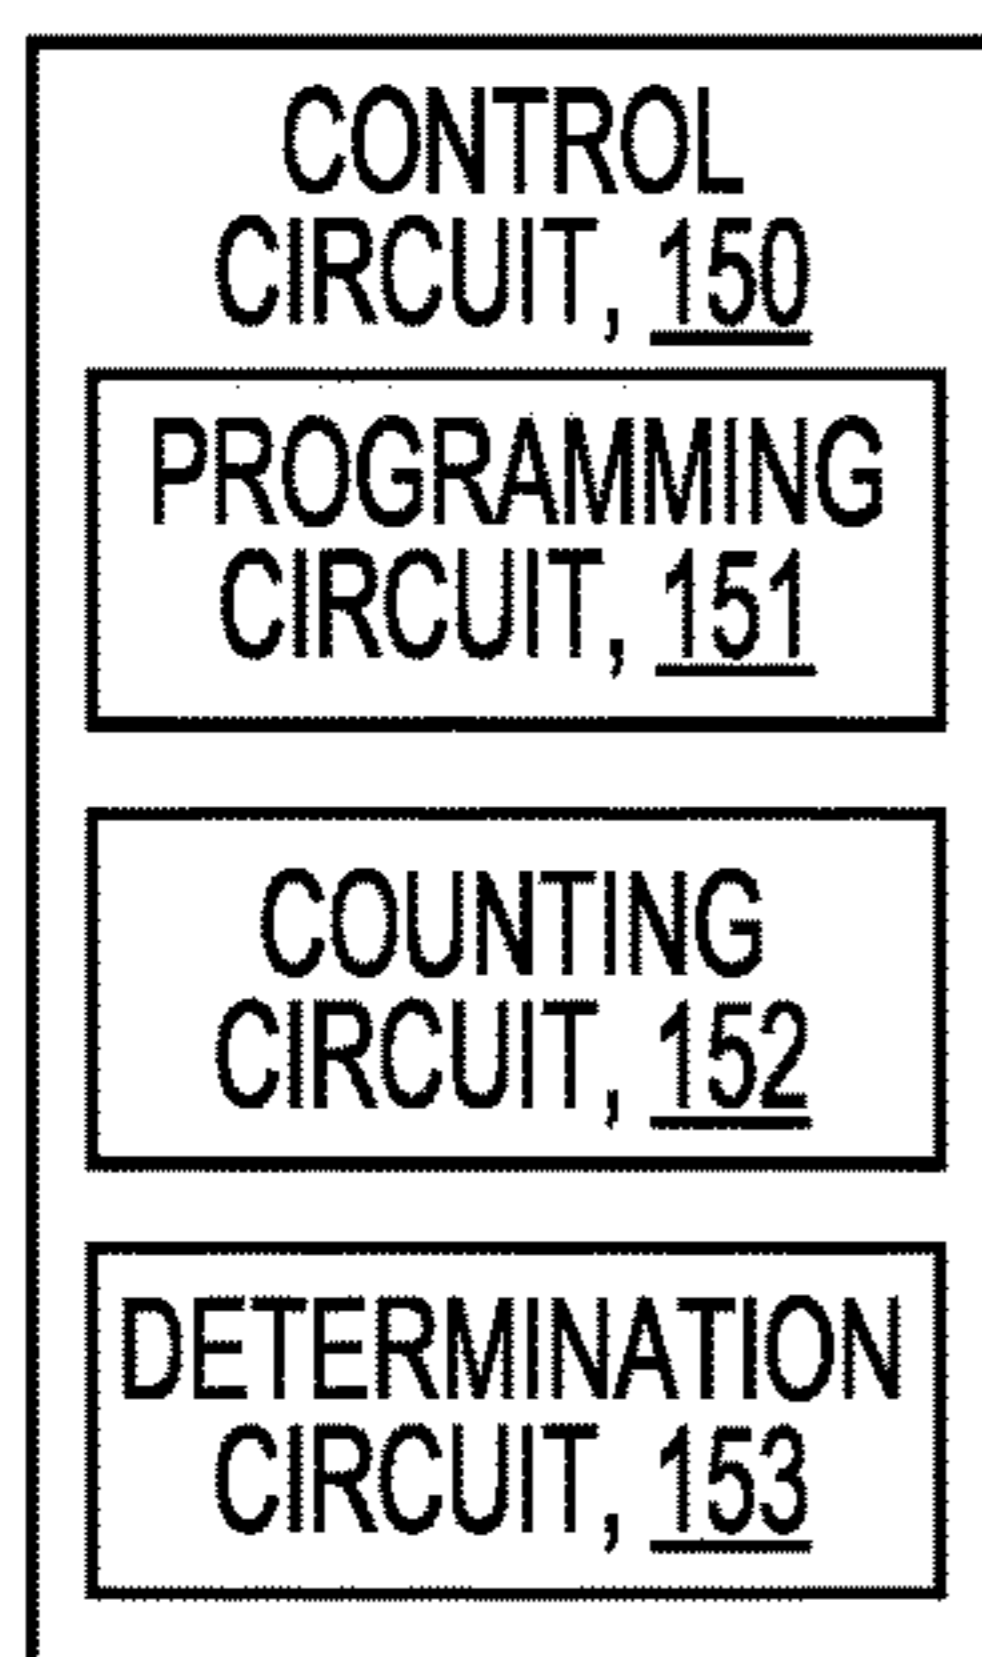 CONTROL
CIRCUIT, 150
PROGRAMMING
CIRCUIT, 151
COUNTING
CIRCUIT, 152
DETERMINATION
CIRCUIT, 153